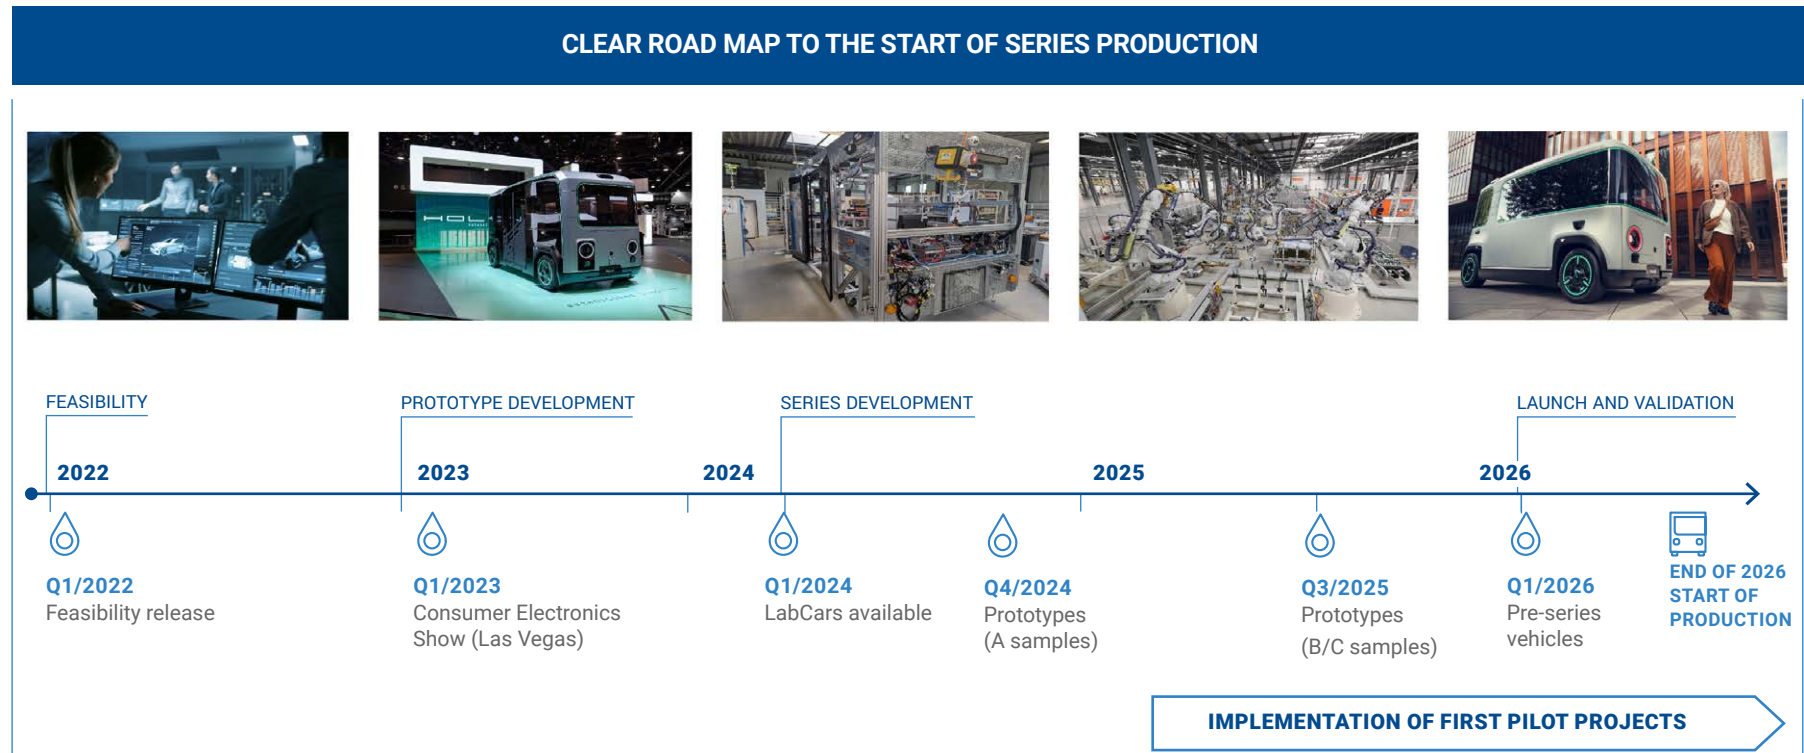 CLEAR ROAD MAP TO THE START OF SERIES PRODUCTION
HOL
FEASIBILITY
PROTOTYPE DEVELOPMENT
SERIES DEVELOPMENT
LAUNCH AND VALIDATION
2022
2023
2024
2025
2026
Q1/2022
Feasibility release
Q1/2023
Consumer Electronics
Show (Las Vegas)
Q1/2024
LabCars available
Q4/2024
Prototypes
(A samples)
Q3/2025
Prototypes
(B/C samples)
Q1/2026
Pre-series
vehicles
END OF 2026
START OF
PRODUCTION
IMPLEMENTATION OF FIRST PILOT PROJECTS